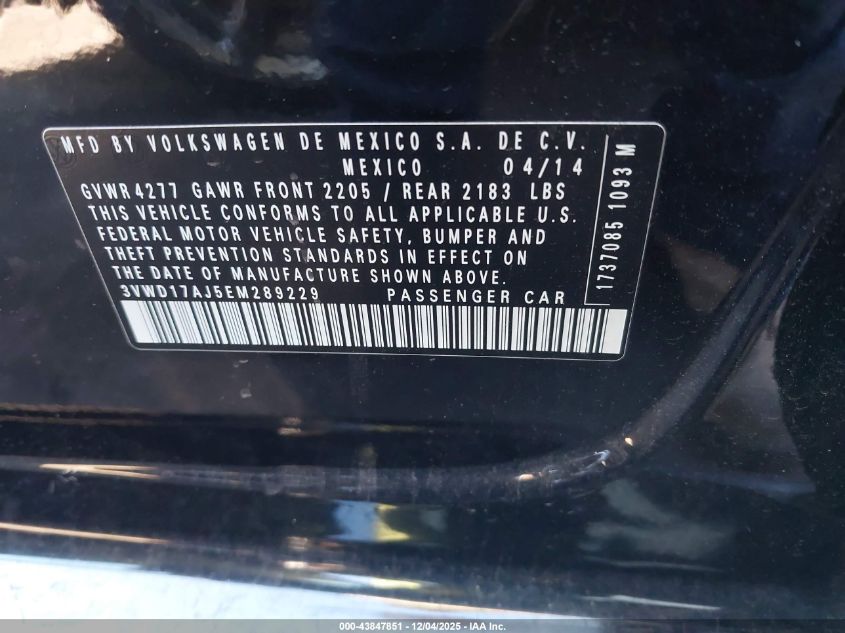 MFD BY VOLKSWAGEN DE MEXICO S.A. DE C.V.
MEXICO 04/14
GVWR 4277 GAWR FRONT 2205 / REAR 2183 LBS
THIS VEHICLE CONFORMS TO ALL APPLICABLE U.S.
FEDERAL MOTOR VEHICLE SAFETY, BUMPER AND
THEFT PREVENTION STANDARDS IN EFFECT ON
THE DATE OF MANUFACTURE SHOWN ABOVE.
3VWD17AJ5EM289229 PASSENGER CAR
1737085 1093 M
000-43847851 - 12/04/2025 - IAA Inc.